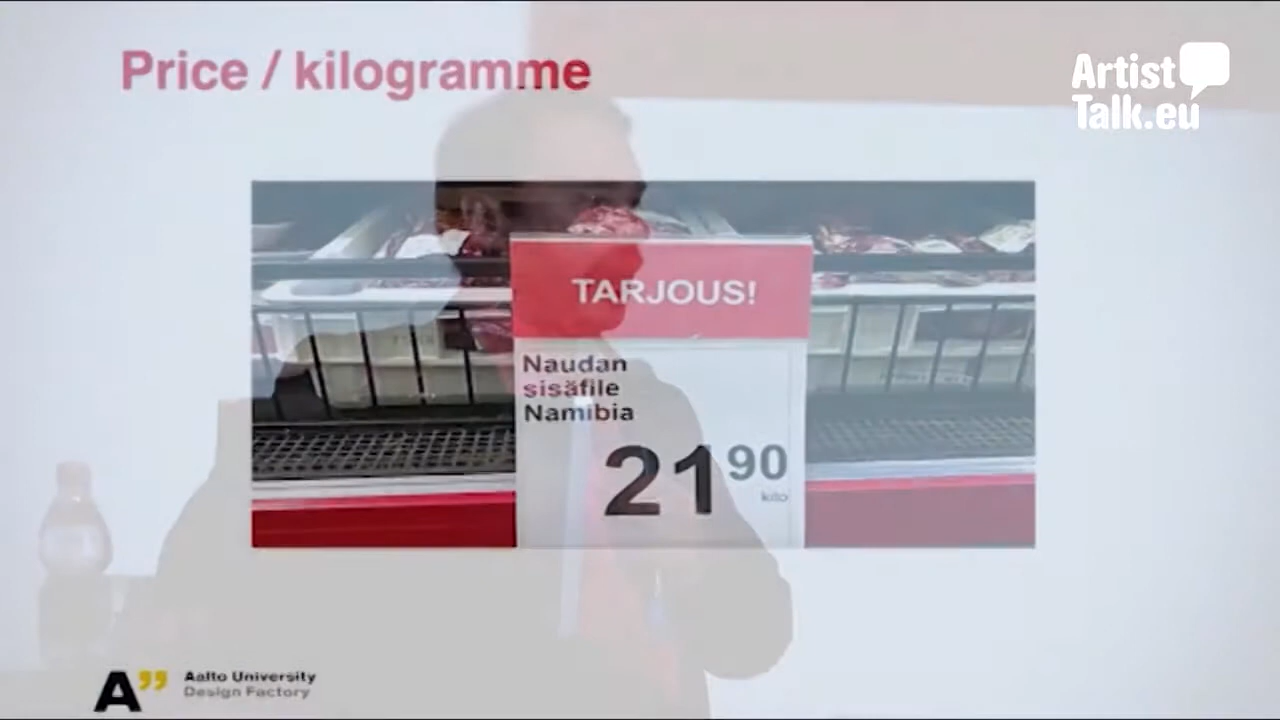 Price / kilogramme
Artist
Talk.eu
TARJOUS!
Naudan
sisäfile
Namibia
21 90
kilo
A”
Aalto University
Design Factory